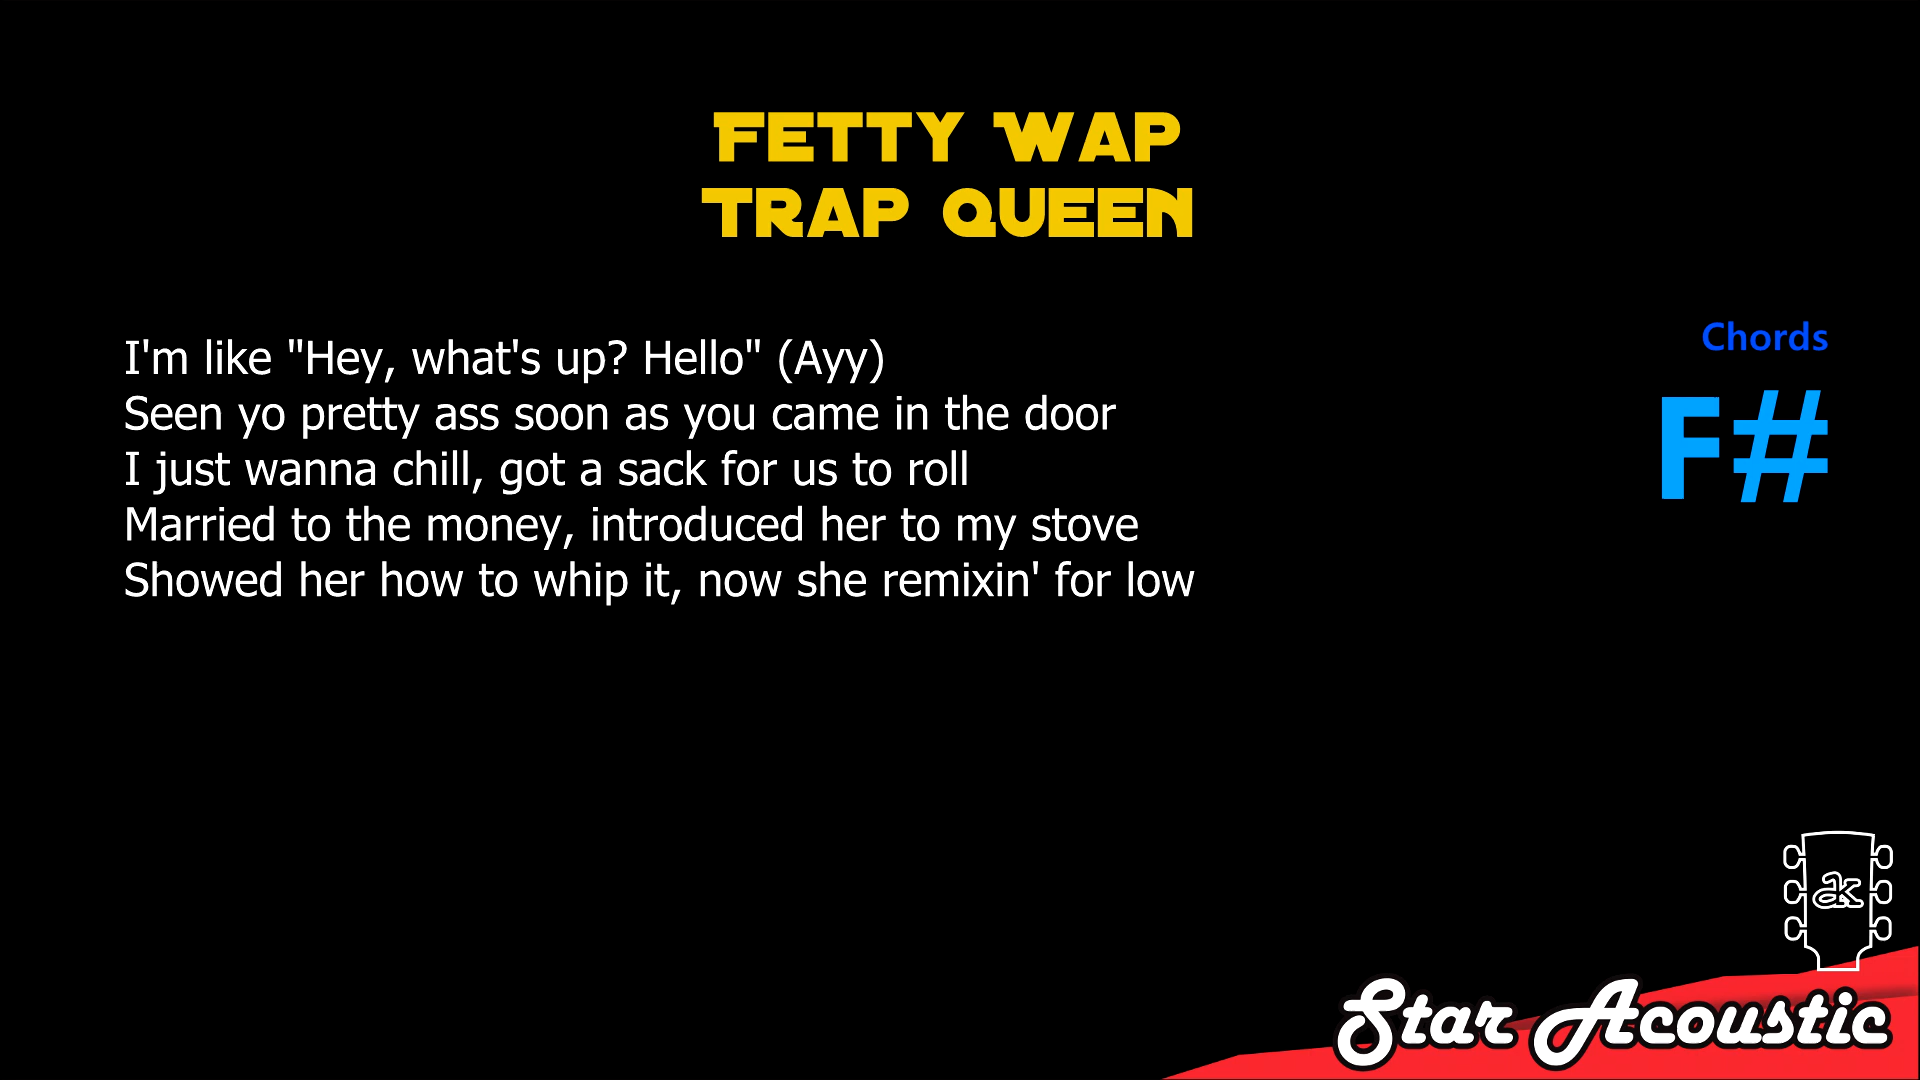 FETTY WAP
TRAP QUEEN
I'm like "Hey, what's up? Hello" (Ayy)
Seen yo pretty ass soon as you came in the door
I just wanna chill, got a sack for us to roll
Married to the money, introduced her to my stove
Showed her how to whip it, now she remixin' for low
Chords
F#
ak
Star Acoustic